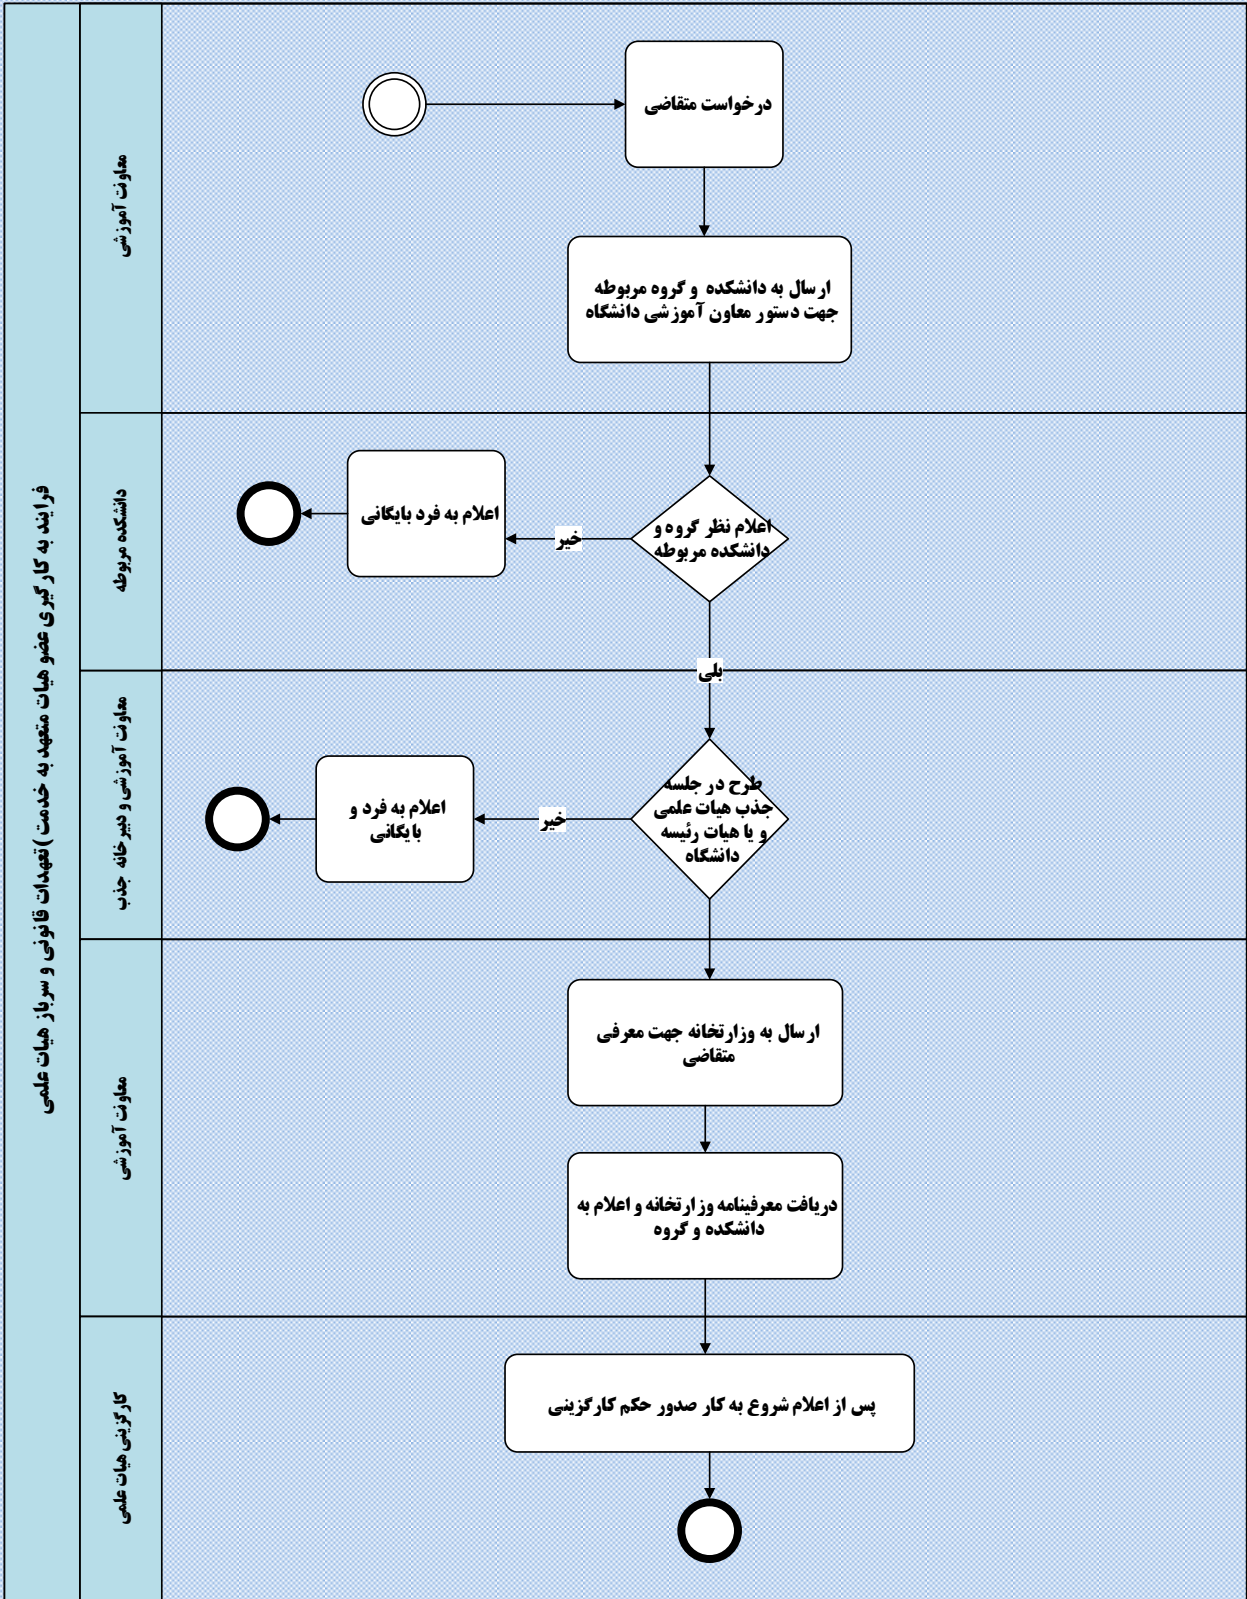 فرایند به کار گیری عضو هیات متعهد به خدمت ) تعهدات قانونی و سرباز هیات علمی
معاونت آموزشی
درخواست متقاضی
ارسال به دانشکده و گروه مربوطه
جهت دستور معاون آموزشی دانشگاه
دانشکده مربوطه
اعلام نظر گروه و
دانشکده مربوطه
خیر
اعلام به فرد بایگانی
بلی
معاونت آموزشی و دبیرخانه جذب
طرح در جلسه
جذب هیات علمی
و یا هیات رئیسه
دانشگاه
خیر
اعلام به فرد و
بایگانی
معاونت آموزشی
ارسال به وزارتخانه جهت معرفی
متقاضی
دریافت معرفینامه وزارتخانه و اعلام به
دانشکده و گروه
کارگزینی هیات علمی
پس از اعلام شروع به کار صدور حکم کارگزینی